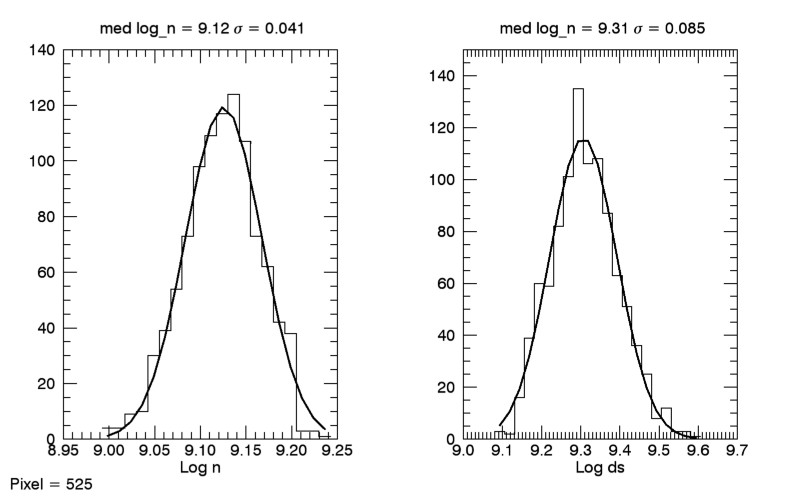 med log_n = 9.12 σ = 0.041
140
120
100
80
60
40
20
0
8.95 9.00 9.05 9.10 9.15 9.20 9.25
Log n
med log_n = 9.31 σ = 0.085
140
120
100
80
60
40
20
0
9.0 9.1 9.2 9.3 9.4 9.5 9.6 9.7
Log ds
Pixel = 525